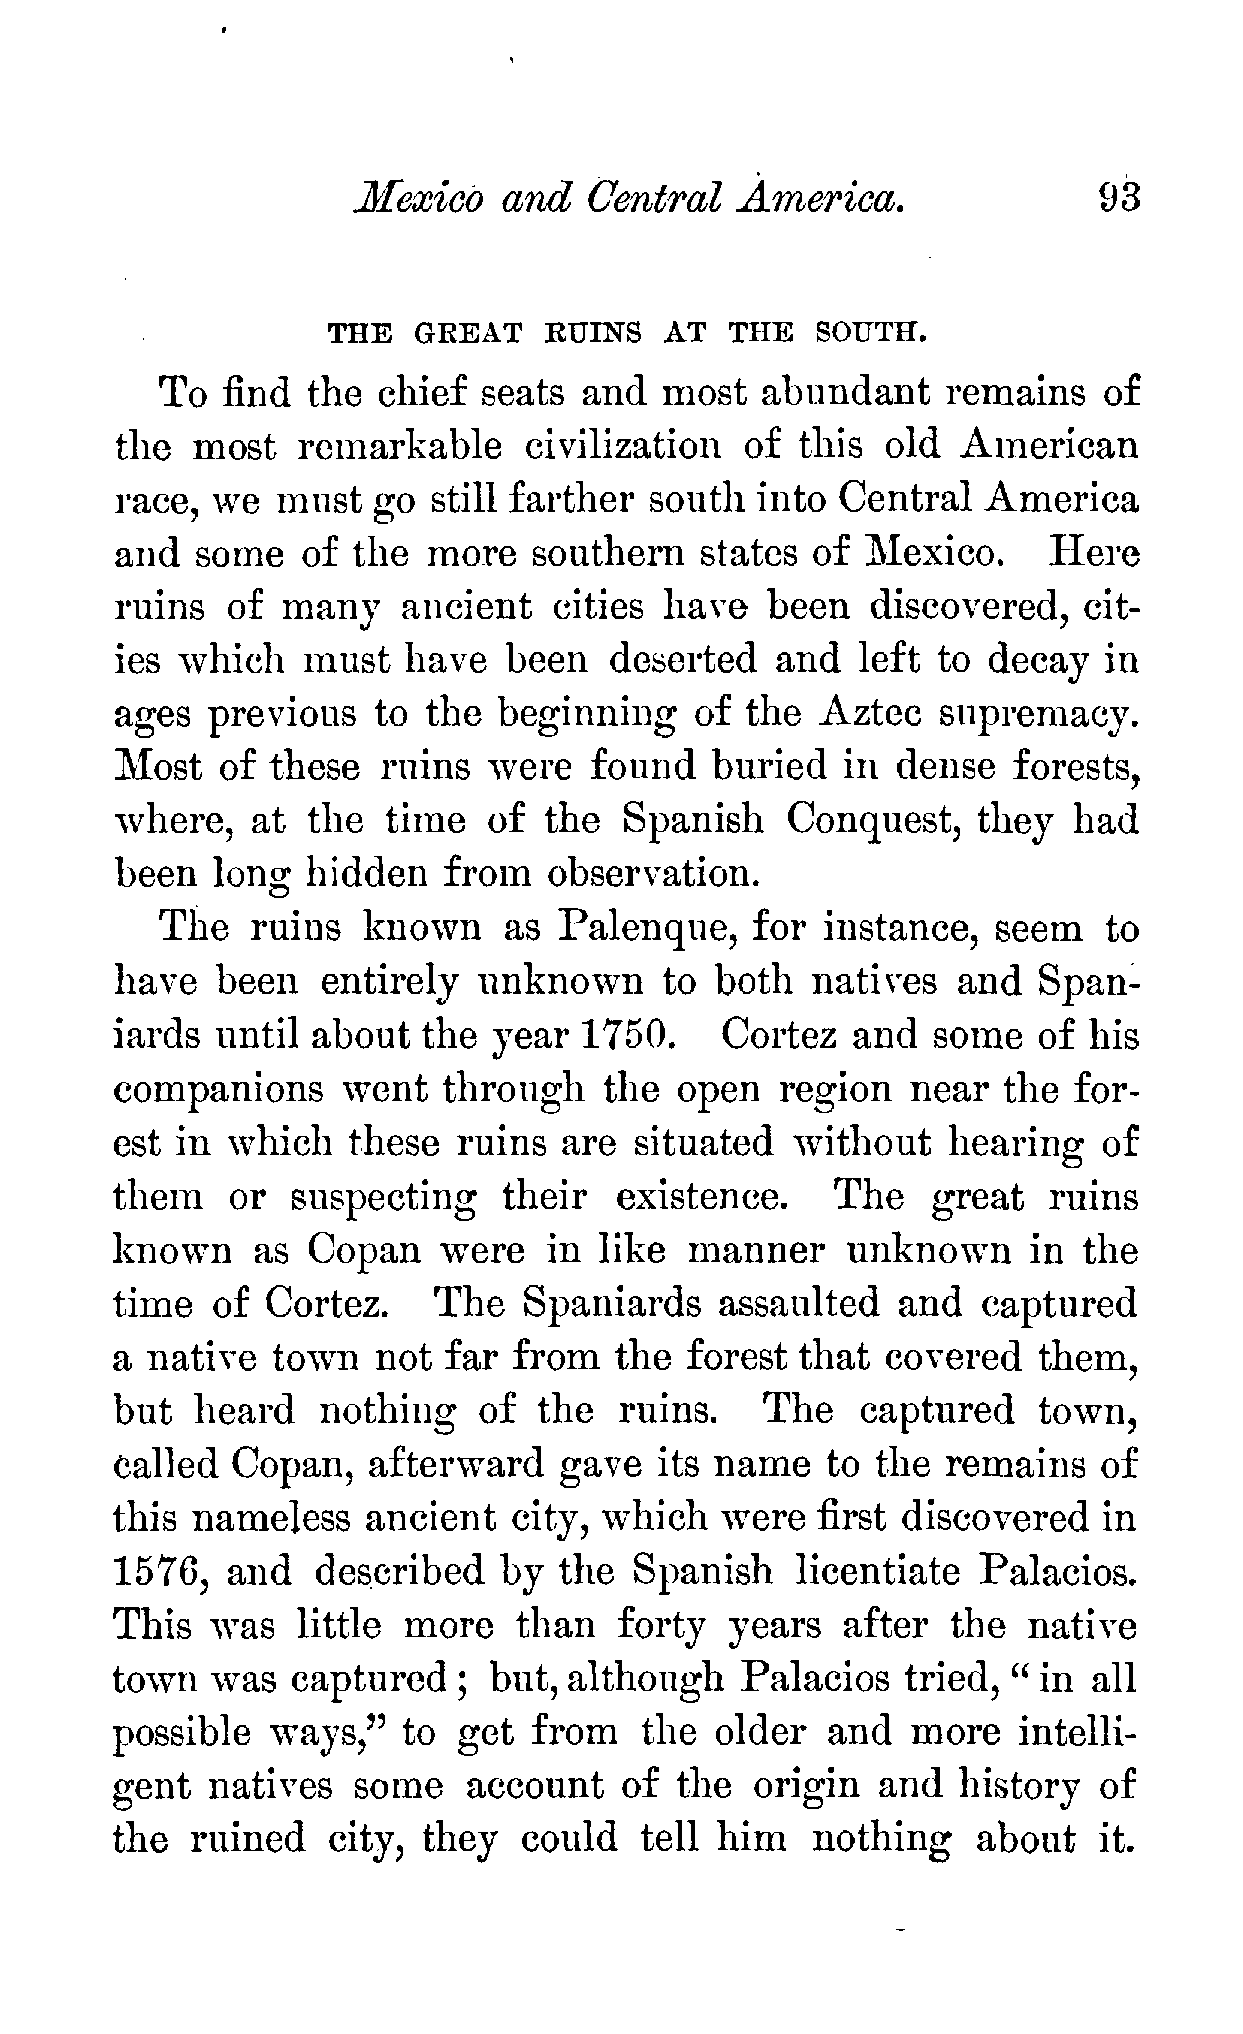 Mexico and Central America. 93
THE GREAT RUINS AT THE SOUTH.
To find the chief seats and most abundant remains of
the most remarkable civilization of this old American
race, we must go still farther south into Central America
and some of the more southern states of Mexico. Here
ruins of many ancient cities have been discovered, cit-
ies which must have been deserted and left to decay in
ages previous to the beginning of the Aztec supremacy.
Most of these ruins were found buried in dense forests,
where, at the time of the Spanish Conquest, they had
been long hidden from observation.
The ruins known as Palenque, for instance, seem to
have been entirely unknown to both natives and Span-
iards until about the year 1750. Cortez and some of his
companions went through the open region near the for-
est in which these ruins are situated without hearing of
them or suspecting their existence. The great ruins
known as Copan were in like manner unknown in the
time of Cortez. The Spaniards assaulted and captured
a native town not far from the forest that covered them,
but heard nothing of the ruins. The captured town,
called Copan, afterward gave its name to the remains of
this nameless ancient city, which were first discovered in
1576, and described by the Spanish licentiate Palacios.
This was little more than forty years after the native
town was captured; but, although Palacios tried, "in all
possible ways," to get from the older and more intelli-
gent natives some account of the origin and history of
the ruined city, they could tell him nothing about it.